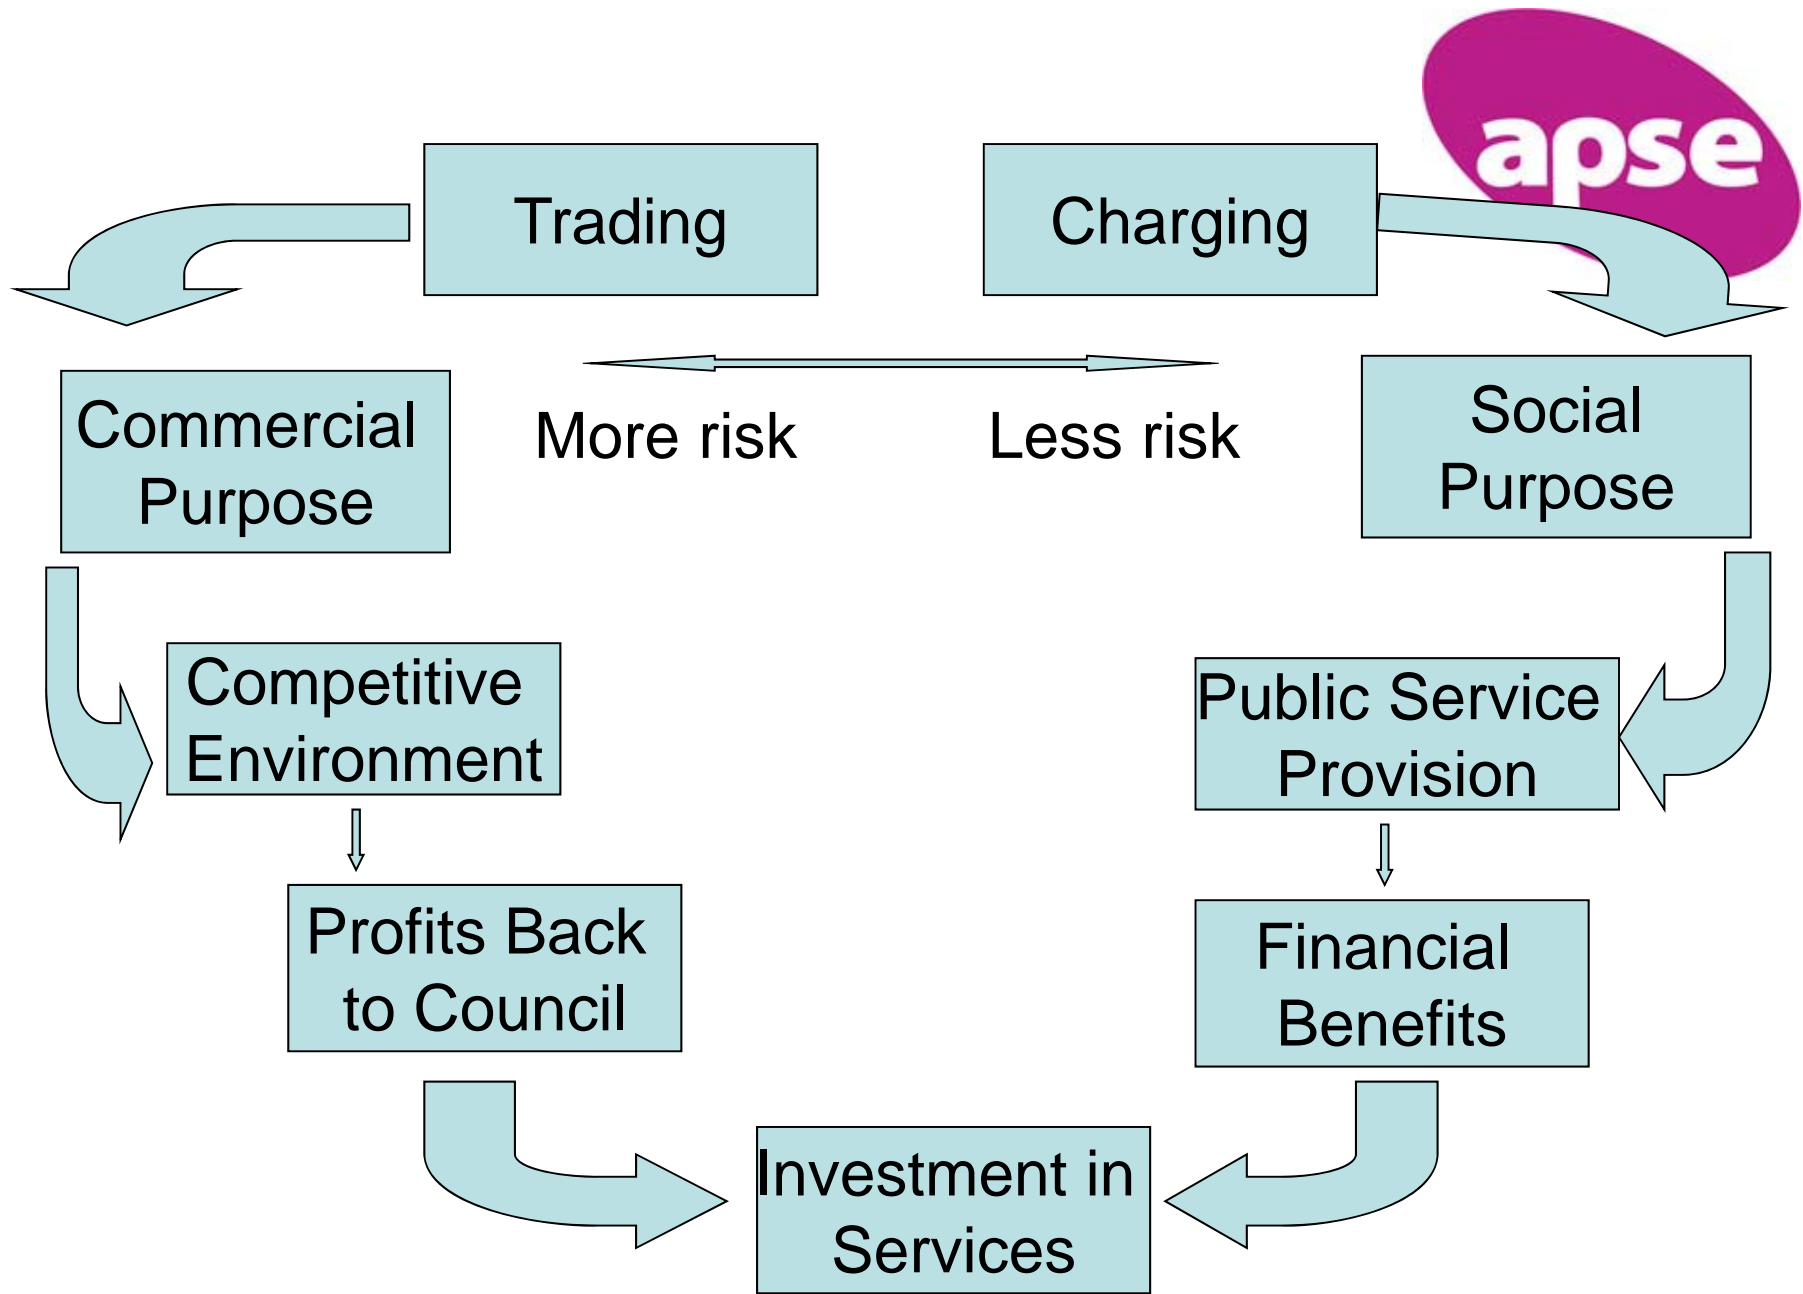 apse
Trading
Charging
Commercial
Purpose
More risk
Less risk
Social
Purpose
Competitive
Environment
Public Service
Provision
Profits Back
to Council
Financial
Benefits
Investment in
Services